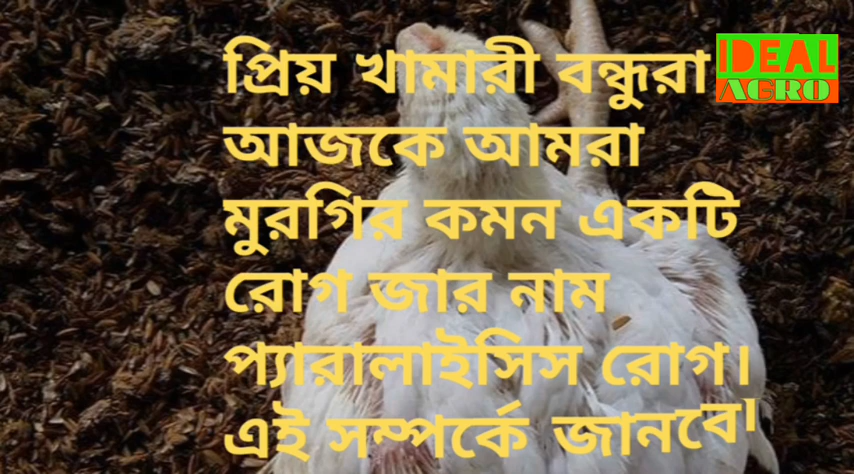 প্রিয় খামারী বন্ধুরা
IDEAL
AGRO
আজকে আমরা
মুরগির কমন একটি
রোগ জার নাম
প্যারালাইসিস রোগ।
এই সম্পর্কে জানবো